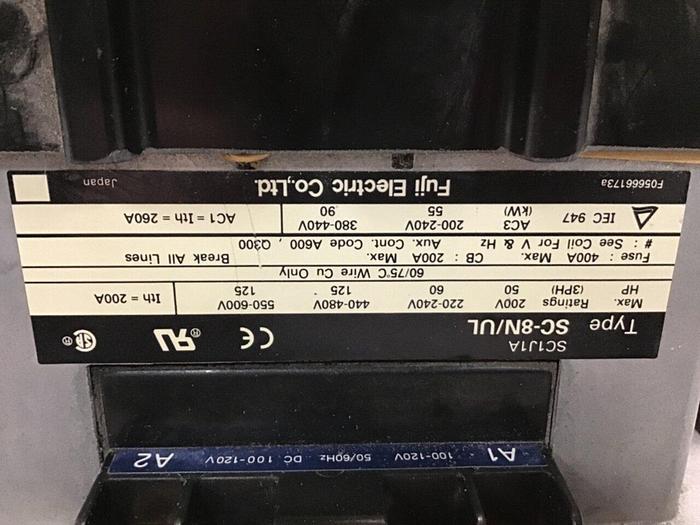 A1 100-120V 50/60Hz DC 100-120V A2
SC1J1A
Type SC-8N/UL CE UR ® SA ®
Max. Ratings 200V 220-240V 440-480V 550-600V Ith = 200A
HP (3PH) 50 60 125 125
60/75°C Wire Cu Only
Fuse : 400A Max. CB : 200A Max. Break All Lines
# : See Coil For V & Hz Aux. Cont. Code A600 , Q300
IEC 947 AC3 200-240V 380-440V AC1 = Ith = 260A
(kW) 55 90
F05666173a Fuji Electric Co.,Ltd. Japan